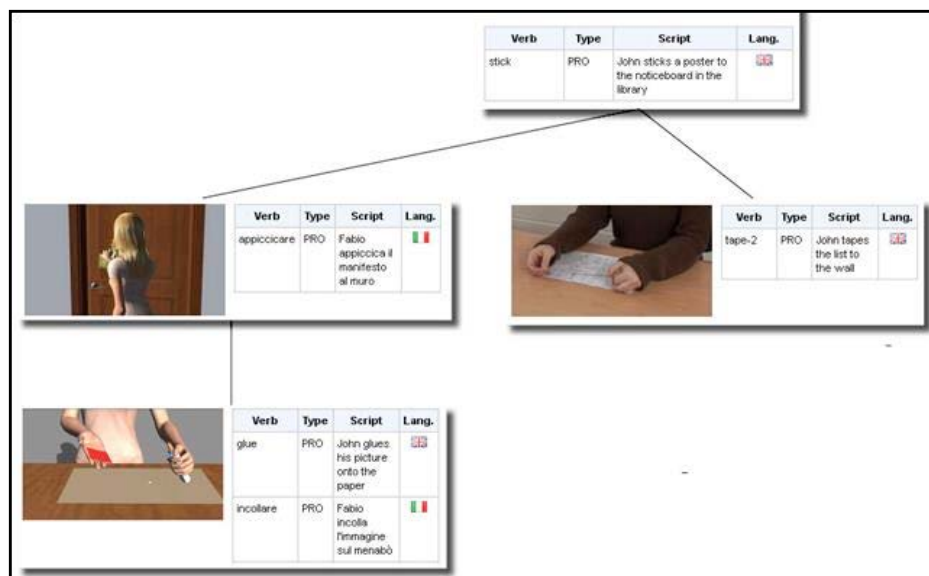 Verb Type Script Lang.
stick PRO John sticks a poster to
the noticeboard in the
library
Verb Type Script Lang.
appiccicare PRO Fabio
appiccica il
manifesto
al muro
Verb Type Script Lang.
tape-2 PRO John tapes
the list to
the wall
Verb Type Script Lang.
glue PRO John glues
his picture
onto the
paper
incollare PRO Fabio
incolla
l'immagine
sul menabò